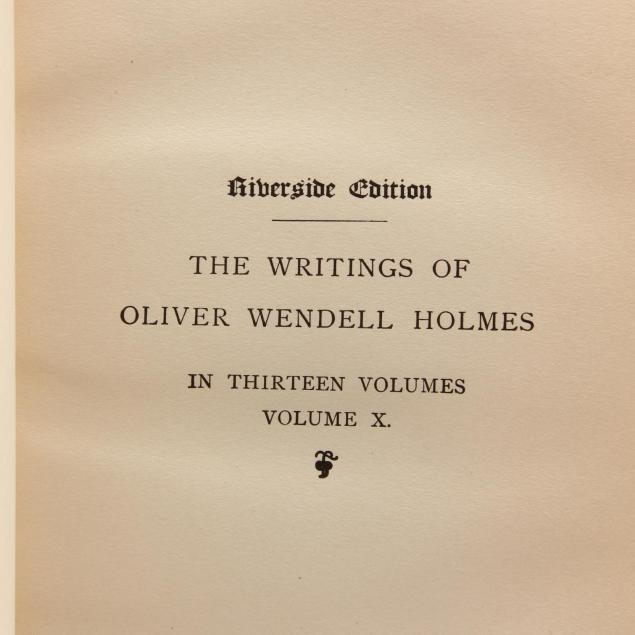 Riverside Edition
THE WRITINGS OF
OLIVER WENDELL HOLMES
IN THIRTEEN VOLUMES
VOLUME X.